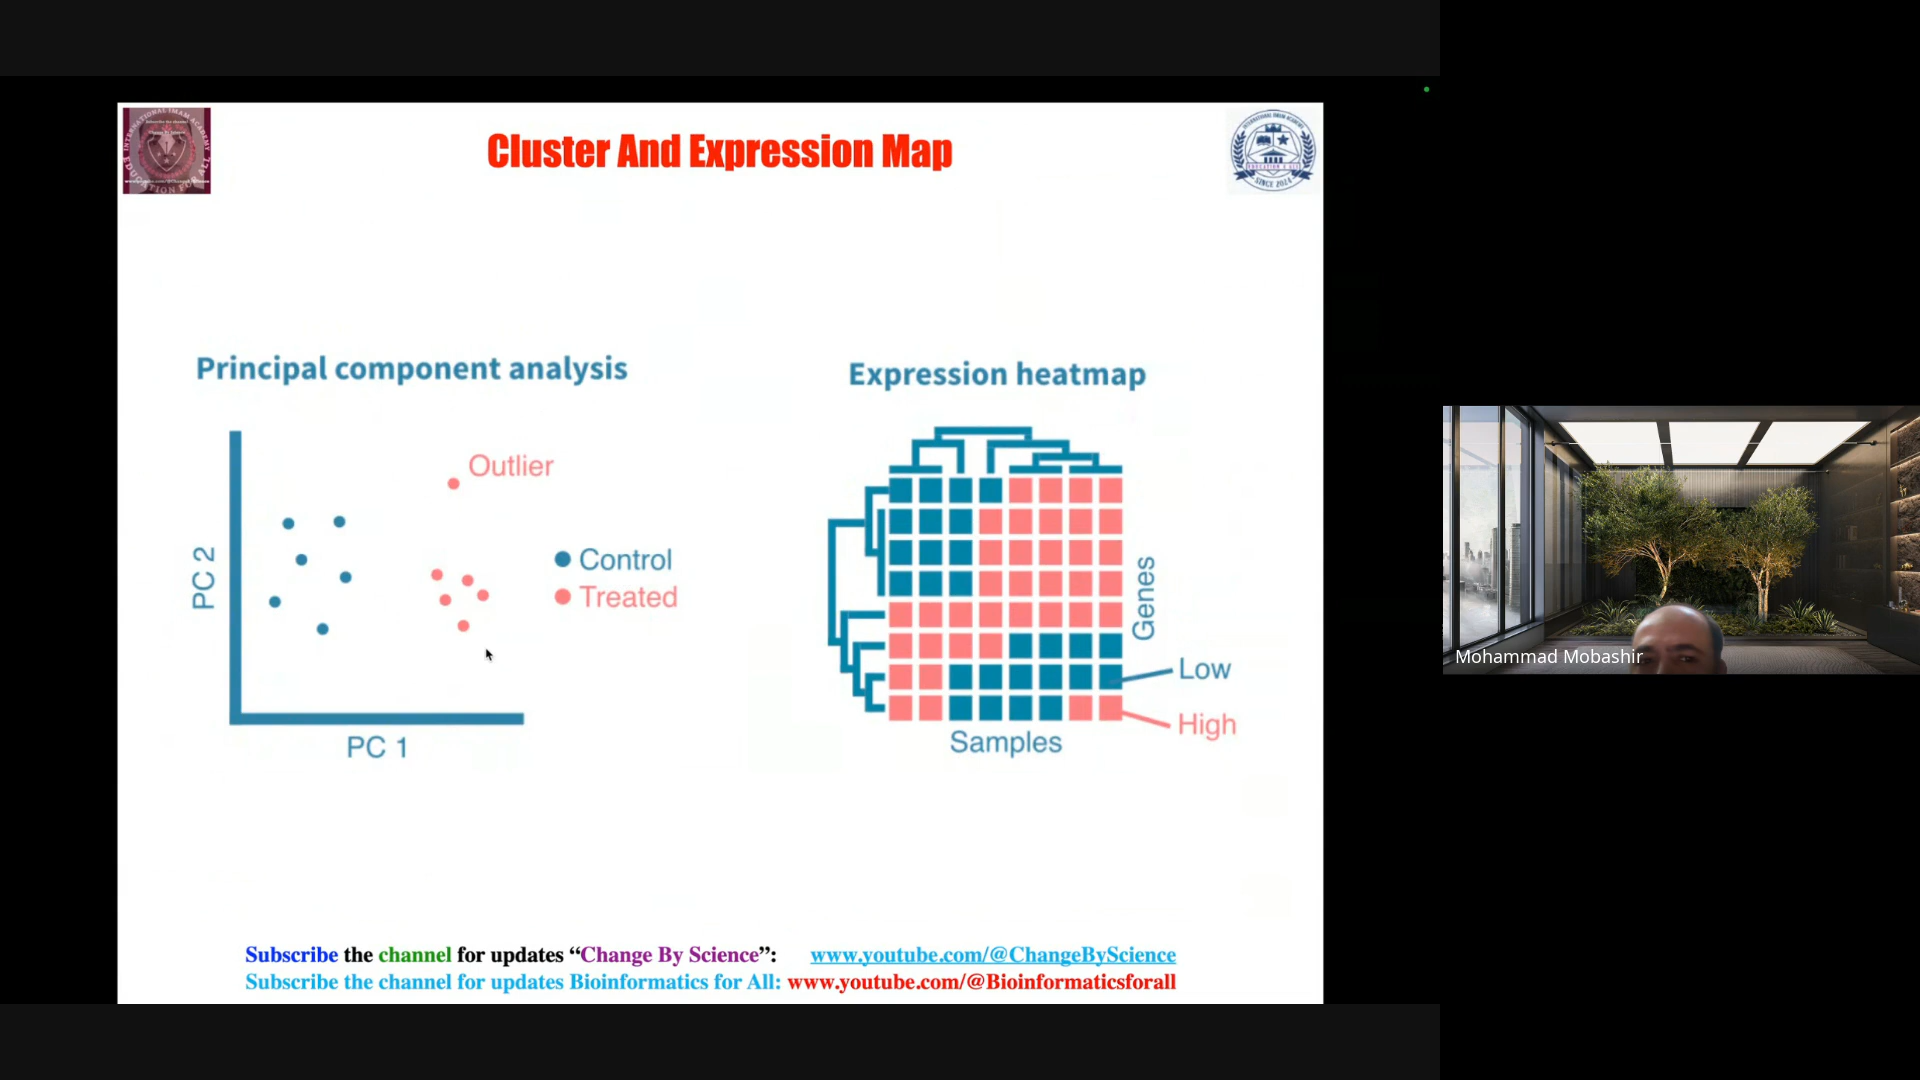 Cluster And Expression Map
Principal component analysis
Outlier
Control
Treated
PC 2
PC 1
Expression heatmap
Genes
Low
High
Samples
Mohammad Mobashir
SINCE 2024
Subscribe the channel for updates “Change By Science”: www.youtube.com/@ChangeByScience
Subscribe the channel for updates Bioinformatics for All: www.youtube.com/@Bioinformaticsforall